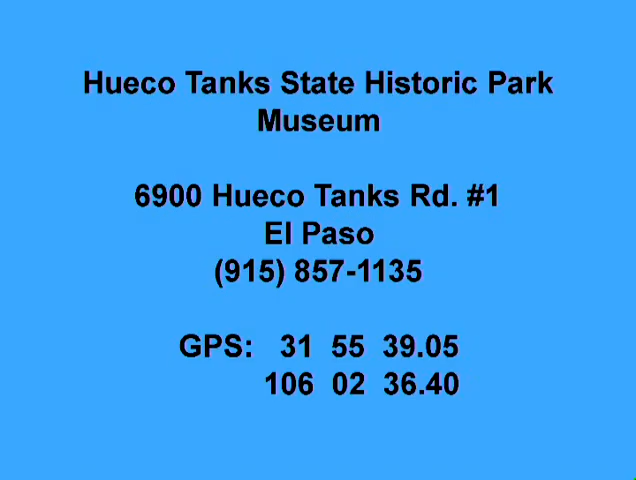 Hueco Tanks State Historic Park
Museum
6900 Hueco Tanks Rd. #1
El Paso
(915) 857-1135
GPS: 31 55 39.05
106 02 36.40